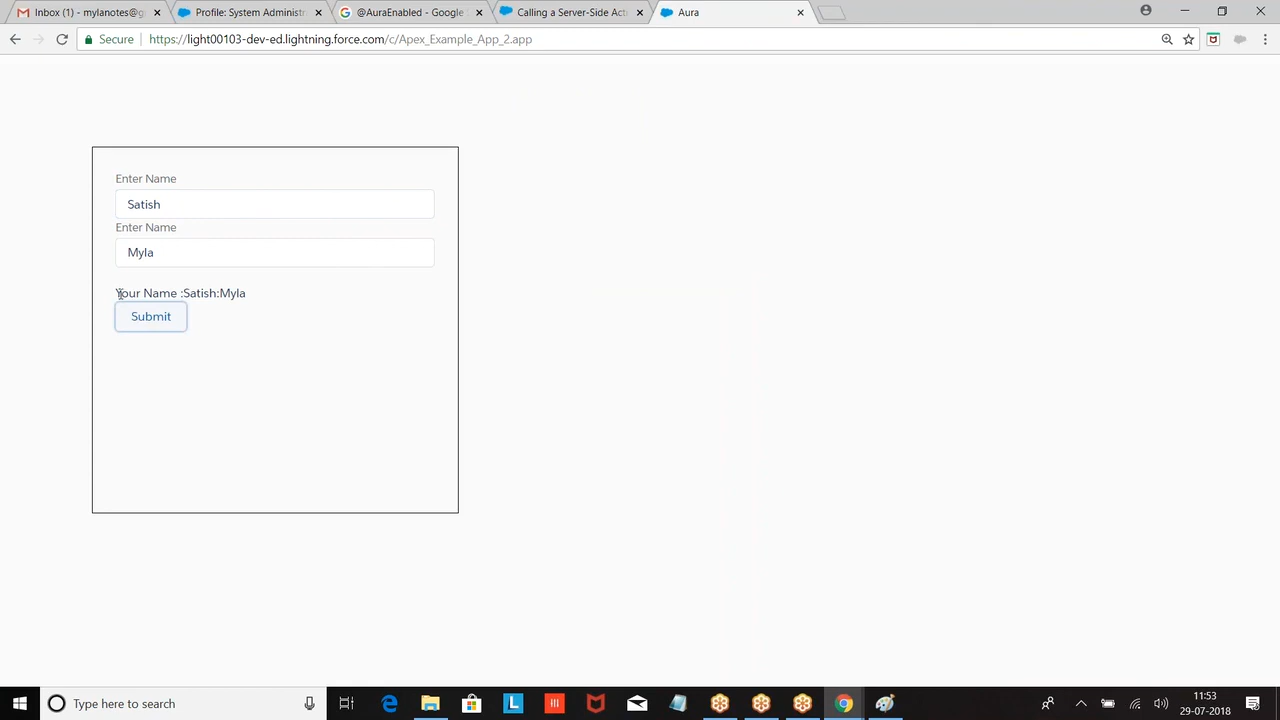 Inbox (1) - mylanotes@g
Profile: System Administr
@AuraEnabled - Google
Calling a Server-Side Acti
Aura
Secure
https://light00103-dev-ed.lightning.force.com/c/Apex_Example_App_2.app
Enter Name
Satish
Enter Name
Myla
Your Name :Satish:Myla
Submit
Type here to search
11:53
29-07-2018